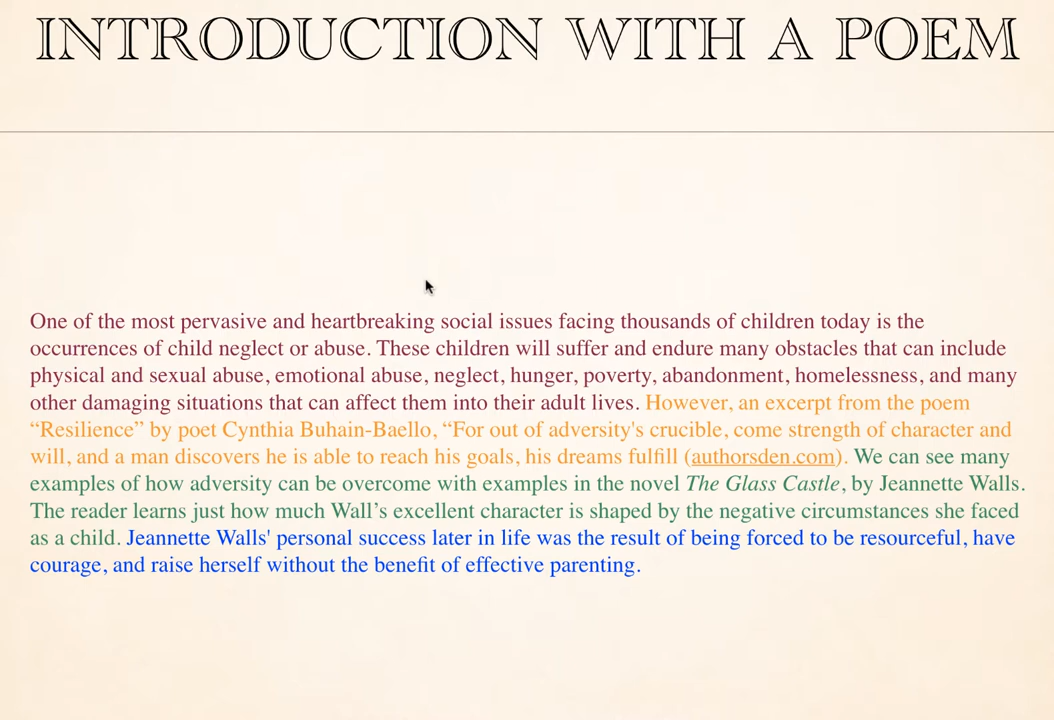 INTRODUCTION WITH A POEM
One of the most pervasive and heartbreaking social issues facing thousands of children today is the
occurrences of child neglect or abuse. These children will suffer and endure many obstacles that can include
physical and sexual abuse, emotional abuse, neglect, hunger, poverty, abandonment, homelessness, and many
other damaging situations that can affect them into their adult lives. However, an excerpt from the poem
“Resilience” by poet Cynthia Buhain-Baello, “For out of adversity's crucible, come strength of character and
will, and a man discovers he is able to reach his goals, his dreams fulfill (authorsden.com). We can see many
examples of how adversity can be overcome with examples in the novel The Glass Castle, by Jeannette Walls.
The reader learns just how much Wall’s excellent character is shaped by the negative circumstances she faced
as a child. Jeannette Walls' personal success later in life was the result of being forced to be resourceful, have
courage, and raise herself without the benefit of effective parenting.